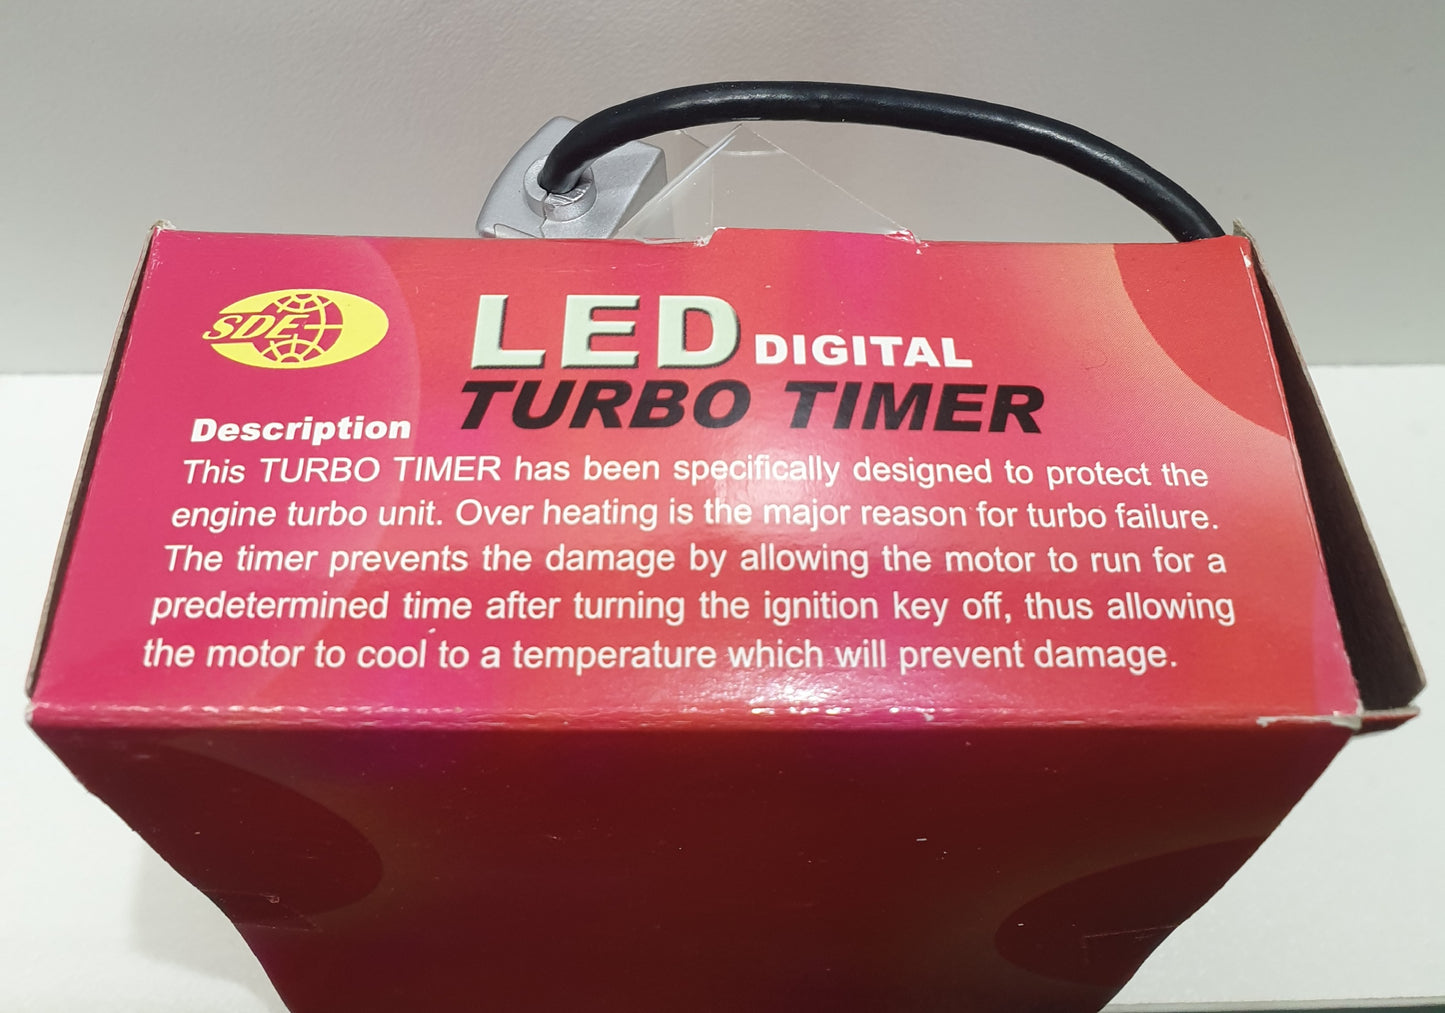 SDE
LED DIGITAL
TURBO TIMER
Description
This TURBO TIMER has been specifically designed to protect the
engine turbo unit. Over heating is the major reason for turbo failure.
The timer prevents the damage by allowing the motor to run for a
predetermined time after turning the ignition key off, thus allowing
the motor to cool to a temperature which will prevent damage.